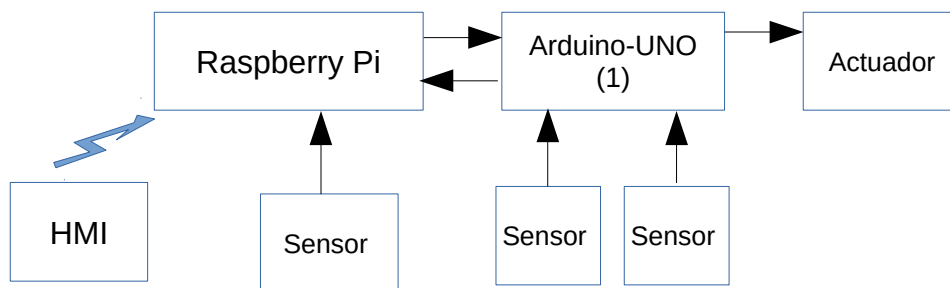 Raspberry Pi
Arduino-UNO
(1)
Actuador
HMI
Sensor
Sensor
Sensor